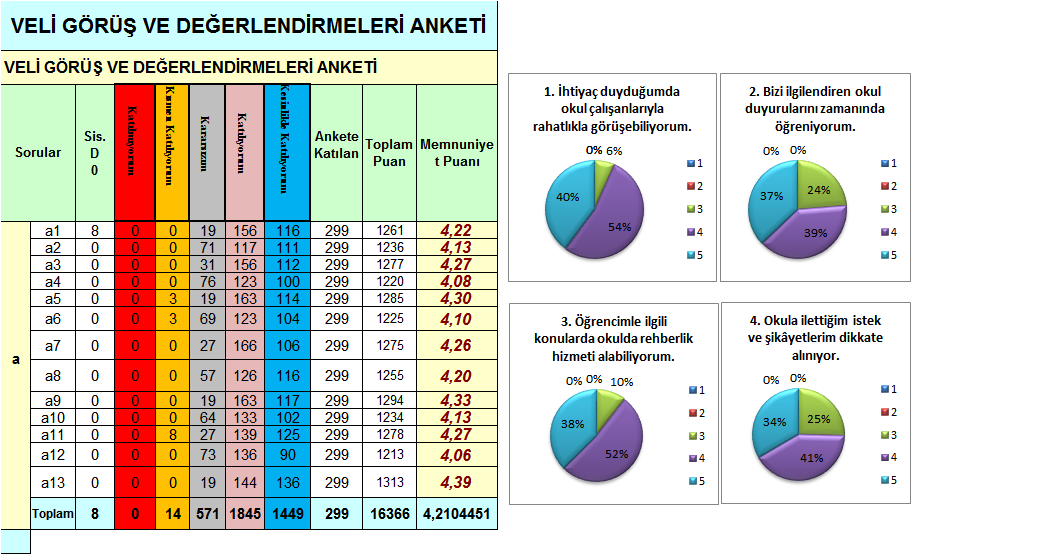 VELİ GÖRÜŞ VE DEĞERLENDİRMELERİ ANKETİ
VELİ GÖRÜŞ VE DEĞERLENDİRMELERİ ANKETİ
Sorular Sis. D 0 Katılmıyorum Kısmen Katılıyorum Kararsızım Katılıyorum Kesinlikle Katılıyorum Ankete Katılan Toplam Puan Memnuniye t Puanı
a
a1 8 0 0 19 156 116 299 1261 4,22
a2 0 0 0 71 117 111 299 1236 4,13
a3 0 0 0 31 156 112 299 1277 4,27
a4 0 0 0 76 123 100 299 1220 4,08
a5 0 0 3 19 163 114 299 1285 4,30
a6 0 0 3 69 123 104 299 1225 4,10
a7 0 0 0 27 166 106 299 1275 4,26
a8 0 0 0 57 126 116 299 1255 4,20
a9 0 0 0 19 163 117 299 1294 4,33
a10 0 0 0 64 133 102 299 1234 4,13
a11 0 0 8 27 139 125 299 1278 4,27
a12 0 0 0 73 136 90 299 1213 4,06
a13 0 0 0 19 144 136 299 1313 4,39
Toplam 8 0 14 571 1845 1449 299 16366 4,2104451
1. İhtiyaç duyduğumda
okul çalışanlarıyla
rahatlıkla görüşebiliyorum.
0% 6%
40%
54%
1
2
3
4
5
2. Bizi ilgilendiren okul
duyurularını zamanında
öğreniyorum.
0% 0%
24%
37%
39%
1
2
3
4
5
3. Öğrencimle ilgili
konularda okulda rehberlik
hizmeti alabiliyorum.
0% 0% 10%
38%
52%
1
2
3
4
5
4. Okula ilettiğim istek
ve şikâyetlerim dikkate
alınıyor.
0% 0%
25%
34%
41%
1
2
3
4
5